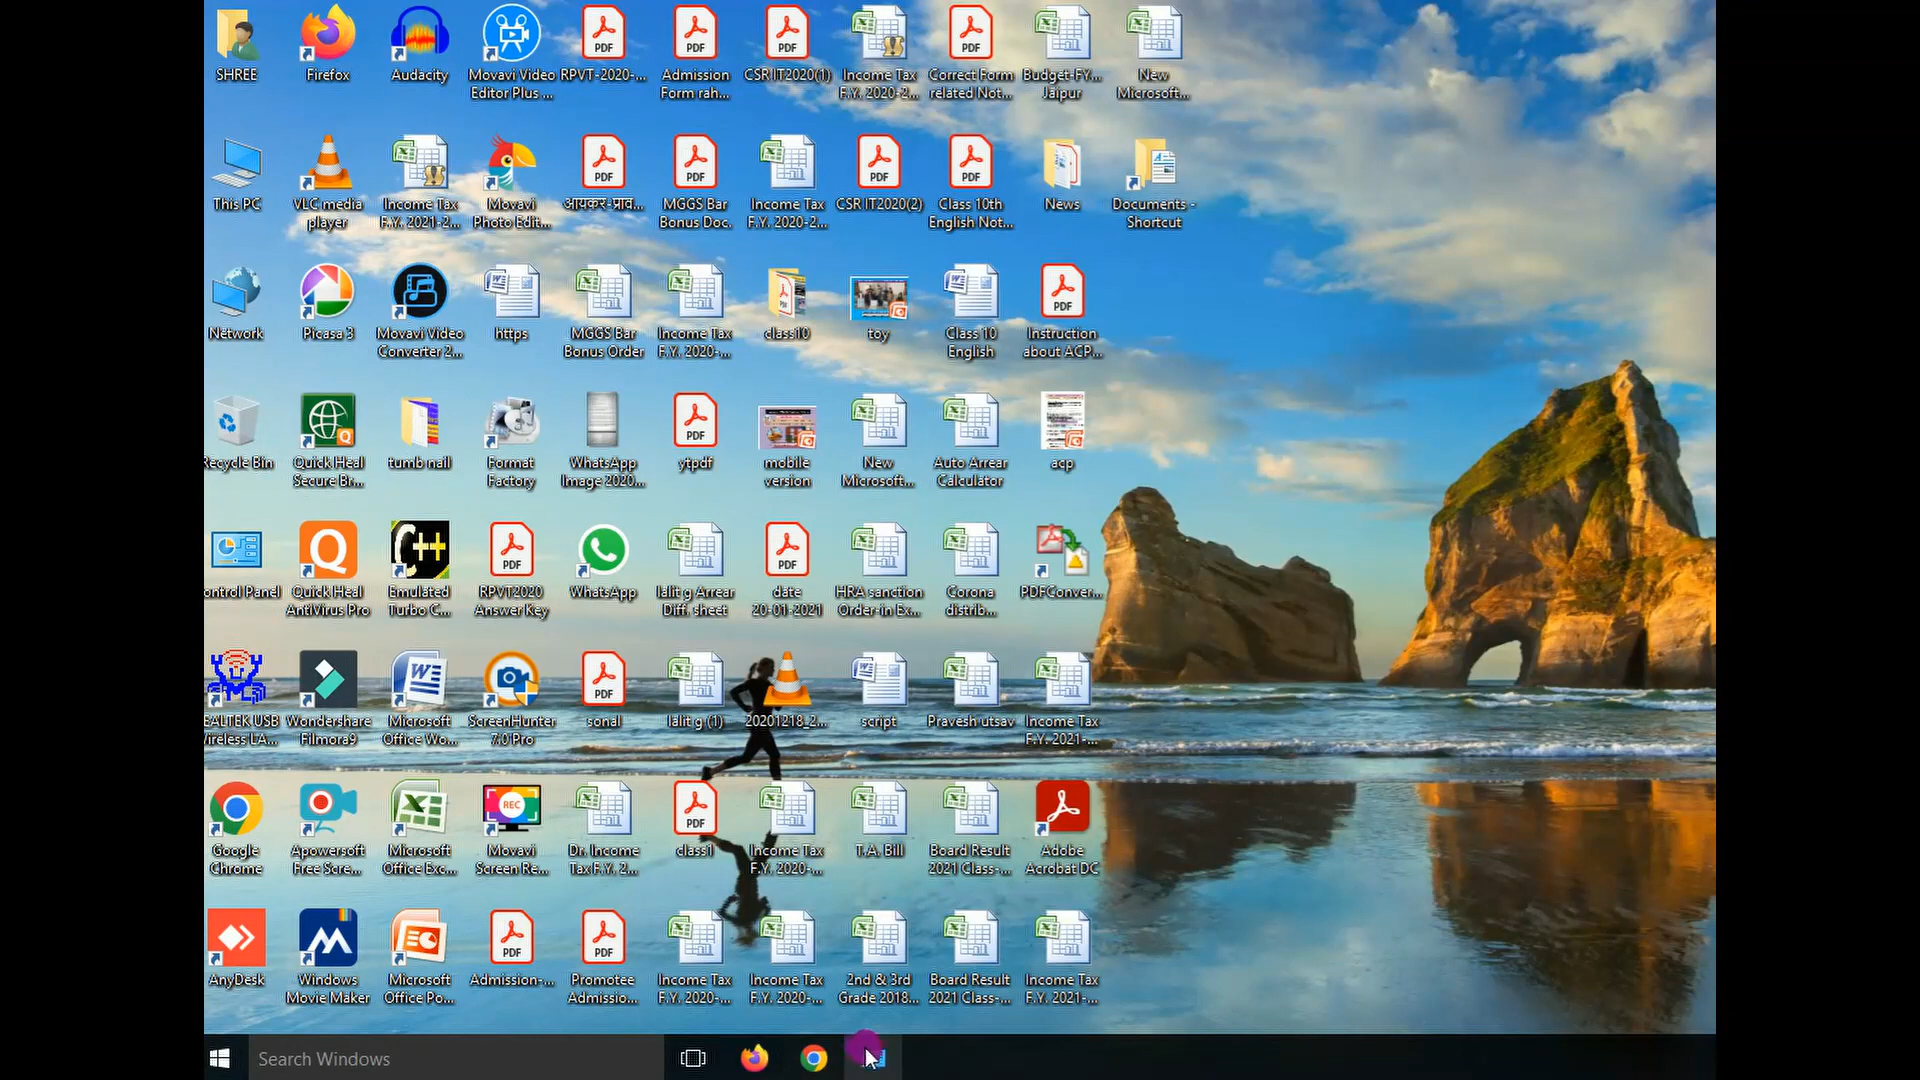 SHREE
Firefox
Audacity
Movavi Video
Editor Plus ...
RPVT-2020-...
Admission
Form rah...
CSR IT2020(1)
Income Tax
F.Y. 2020-2...
Correct Form
related Not...
Budget-FY...
Jaipur
New
Microsoft...
This PC
VLC media
player
Income Tax
F.Y. 2021-2...
Movavi
Photo Edit...
आयकर-प्राव...
MGGS Bar
Bonus Doc.
Income Tax
F.Y. 2020-2...
CSR IT2020(2)
Class 10th
English Not...
News
Documents -
Shortcut
Network
Picasa 3
Movavi Video
Converter 2...
https
MGGS Bar
Bonus Order
Income Tax
F.Y. 2020-...
class10
toy
Class 10
English
Instruction
about ACP...
Recycle Bin
Quick Heal
Secure Br...
tumb nail
Format
Factory
WhatsApp
Image 2020...
ytpdf
mobile
version
New
Microsoft...
Auto Arrear
Calculator
acp
ontrol Panel
Quick Heal
AntiVirus Pro
Emulated
Turbo C...
RPVT2020
Answer Key
WhatsApp
lalit g Arrear
Diff. sheet
date
20-01-2021
HRA sanction
Order-in Ex...
Corona
distrib...
PDFConver...
EALTEK USB
Wireless LA...
Wondershare
Filmora9
Microsoft
Office Wo...
ScreenHunter
7.0 Pro
sonal
lalit g (1)
20201218_2...
script
Pravesh utsav
Income Tax
F.Y. 2021-...
Google
Chrome
Apowersoft
Free Scre...
Microsoft
Office Exc...
Movavi
Screen Re...
Dr. Income
Tax F.Y. 2...
class1
Income Tax
F.Y. 2020-...
T.A. Bill
Board Result
2021 Class-...
Adobe
Acrobat DC
AnyDesk
Windows
Movie Maker
Microsoft
Office Po...
Admission-...
Promotee
Admissio...
Income Tax
F.Y. 2020-...
Income Tax
F.Y. 2020-...
2nd & 3rd
Grade 2018...
Board Result
2021 Class-...
Income Tax
F.Y. 2021-...
Search Windows